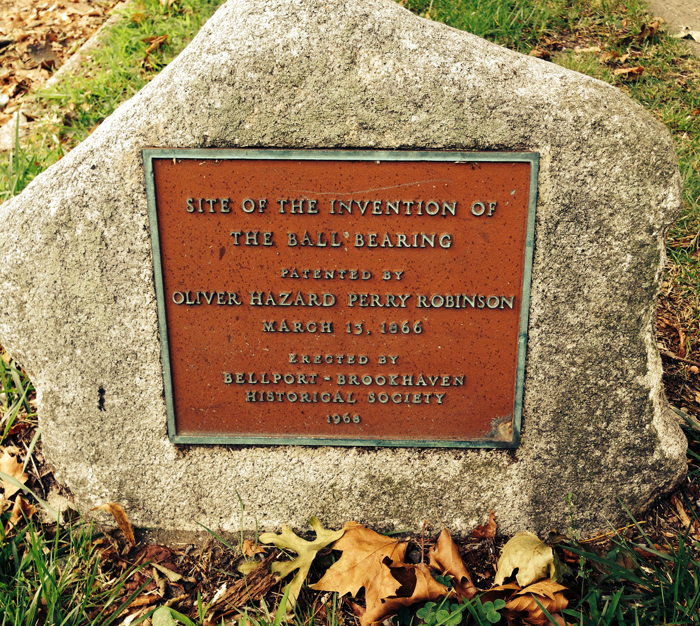 SITE OF THE INVENTION OF
THE BALL BEARING
PATENTED BY
OLIVER HAZARD PERRY ROBINSON
MARCH 13, 1866
ERECTED BY
BELLPORT-BROOKHAVEN
HISTORICAL SOCIETY
1968